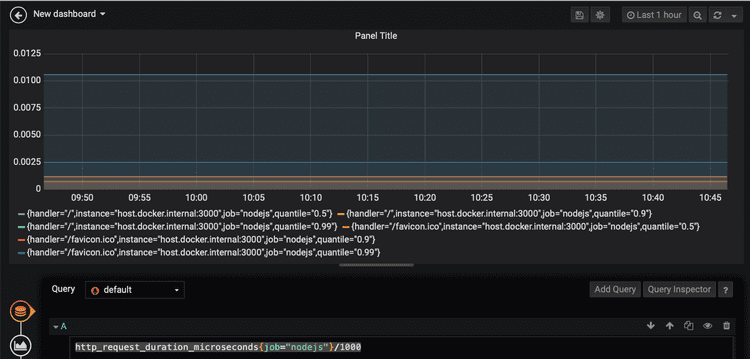 New dashboard
Last 1 hour
Panel Title
0.0125
0.0100
0.0075
0.0050
0.0025
0
09:50 09:55 10:00 10:05 10:10 10:15 10:20 10:25 10:30 10:35 10:40 10:45
{handler="/",instance="host.docker.internal:3000",job="nodejs",quantile="0.5"} {handler="/",instance="host.docker.internal:3000",job="nodejs",quantile="0.9"}
{handler="/",instance="host.docker.internal:3000",job="nodejs",quantile="0.99"} {handler="/favicon.ico",instance="host.docker.internal:3000",job="nodejs",quantile="0.5"}
{handler="/favicon.ico",instance="host.docker.internal:3000",job="nodejs",quantile="0.9"}
{handler="/favicon.ico",instance="host.docker.internal:3000",job="nodejs",quantile="0.99"}
Query default Add Query Query Inspector ?
A
http_request_duration_microseconds{job="nodejs"}/1000